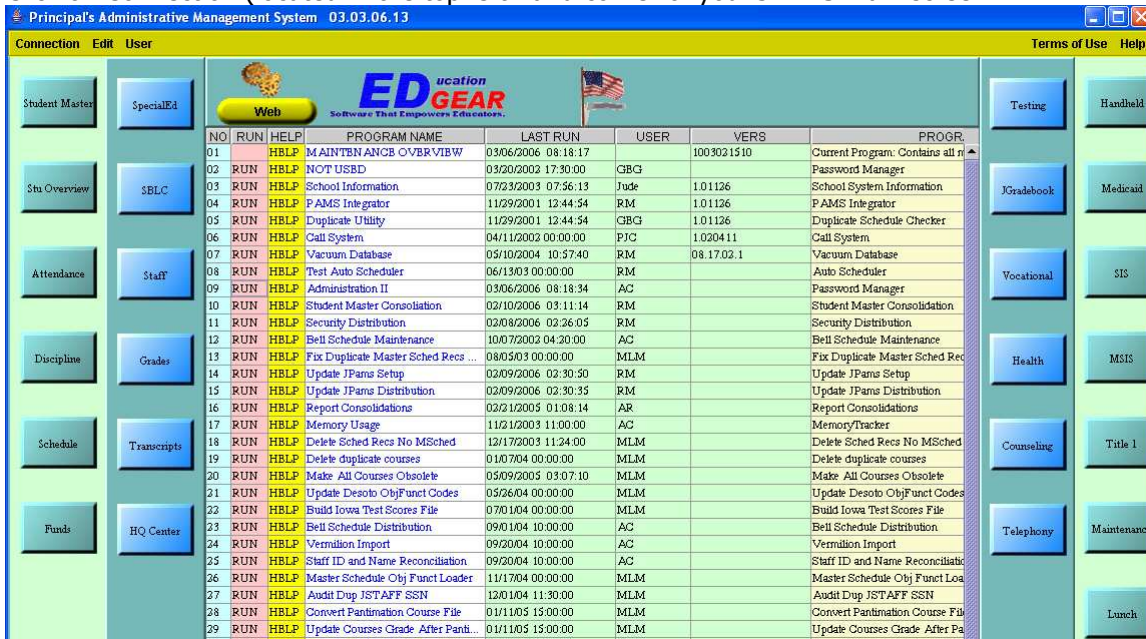 Principal's Administrative Management System 03.03.06.13
Connection Edit User Terms of Use Help
Student Master
Stu Overview
Attendance
Discipline
Schedule
Funds
SpecialEd
SBLC
Staff
Grades
Transcripts
HQ Center
Web
EDucation GEAR
Software That Empowers Educators.
NO RUN HELP PROGRAM NAME LAST RUN USER VERS PROGR.
01 HBLP MAINTENANCE OVBRVIBW 03/06/2006 08:18:17 1003021510 Current Program: Contains all
02 RUN HBLP NOT USBD 03/20/2002 17:30:00 GBG Password Manager
03 RUN HBLP School Information 07/23/2003 07:56:13 Jude 1.01126 School System Information
04 RUN HBLP PAMS Integrator 11/29/2001 12:44:54 RM 1.01126 PAMS Integrator
05 RUN HBLP Duplicate Utility 11/29/2001 12:44:54 GBG 1.01126 Duplicate Schedule Checker
06 RUN HBLP Call System 04/11/2002 00:00:00 PJC 1.020411 Call System
07 RUN HBLP Vacuum Database 05/10/2004 10:57:40 RM 08.17.02.1 Vacuum Database
08 RUN HBLP Test Auto Scheduler 06/13/03 00:00:00 RM Auto Scheduler
09 RUN HBLP Administration II 03/06/2006 08:18:34 AC Password Manager
10 RUN HBLP Student Master Consoliation 02/10/2006 03:11:14 RM Student Master Consolidation
11 RUN HBLP Security Distribution 02/08/2006 02:26:05 RM Security Distribution
12 RUN HBLP Bell Schedule Maintenance 10/07/2002 04:20:00 AC Bell Schedule Maintenance
13 RUN HBLP Fix Duplicate Master Sched Recs ... 08/05/03 00:00:00 MLM Fix Duplicate Master Sched Rec
14 RUN HBLP Update JPams Setup 02/09/2006 02:30:50 RM Update JPams Setup
15 RUN HBLP Update JPams Distribution 02/09/2006 02:30:35 RM Update JPams Distribution
16 RUN HBLP Report Consolidations 02/21/2005 01:08:14 AR Report Consolidations
17 RUN HBLP Memory Usage 11/21/2003 11:00:00 AC MemoryTracker
18 RUN HBLP Delete Sched Recs No MSched 12/17/2003 11:24:00 MLM Delete Sched Recs No MSched
19 RUN HBLP Delete duplicate courses 01/07/04 00:00:00 MLM Delete duplicate courses
20 RUN HBLP Make All Courses Obsolete 05/09/2005 03:07:10 MLM Make All Courses Obsolete
21 RUN HBLP Update Desoto ObjFunct Codes 05/26/04 00:00:00 MLM Update Desoto ObjFunct Codes
22 RUN HBLP Build Iowa Test Scores File 07/01/04 00:00:00 MLM Build Iowa Test Scores File
23 RUN HBLP Bell Schedule Distribution 09/01/04 10:00:00 AC Bell Schedule Distribution
24 RUN HBLP Vermilion Import 09/20/04 10:00:00 AC Vermilion Import
25 RUN HBLP Staff ID and Name Reconciliation 09/20/04 10:00:00 AC Staff ID and Name Reconciliatio
26 RUN HBLP Master Schedule Obj Funct Loader 11/17/04 00:00:00 MLM Master Schedule Obj Funct Loa
27 RUN HBLP Audit Dup JSTAFF SSN 12/01/04 11:30:00 MLM Audit Dup JSTAFF SSN
28 RUN HBLP Convert Pantimation Course File 01/11/05 15:00:00 MLM Convert Pantimation Course File
29 RUN HBLP Update Courses Grade After Panti... 01/11/05 15:00:00 MLM Update Courses Grade After Pa
Testing
JGradebook
Vocational
Health
Counseling
Telephony
Handheld
Medicaid
SIS
MSIS
Title 1
Maintenanc
Lunch